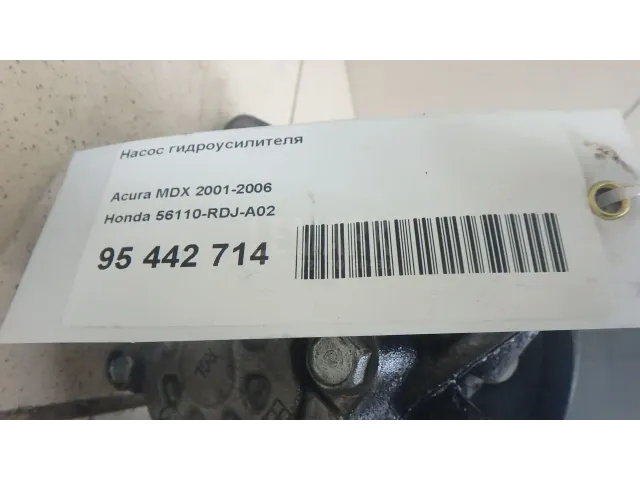 Насос гидроусилителя
Acura MDX 2001-2006
Honda 56110-RDJ-A02
95 442 714